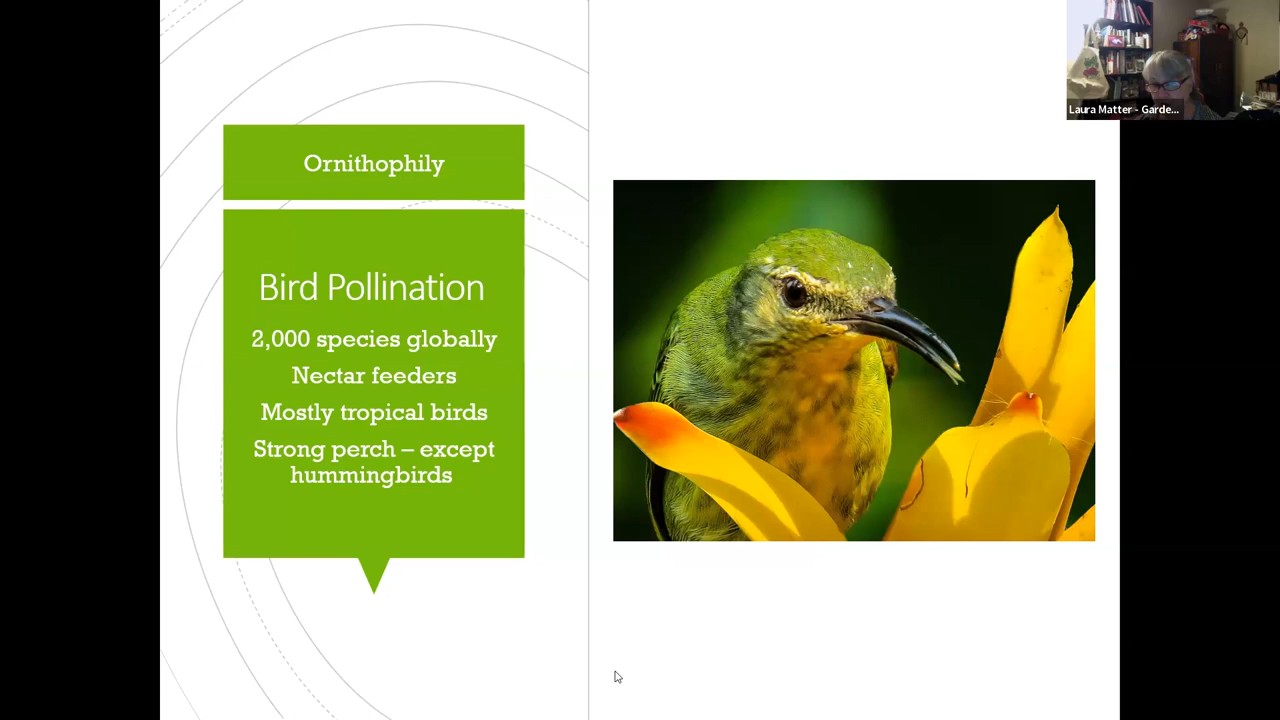 Ornithophily
Bird Pollination
2,000 species globally
Nectar feeders
Mostly tropical birds
Strong perch – except
hummingbirds
Laura Matter - Garde...